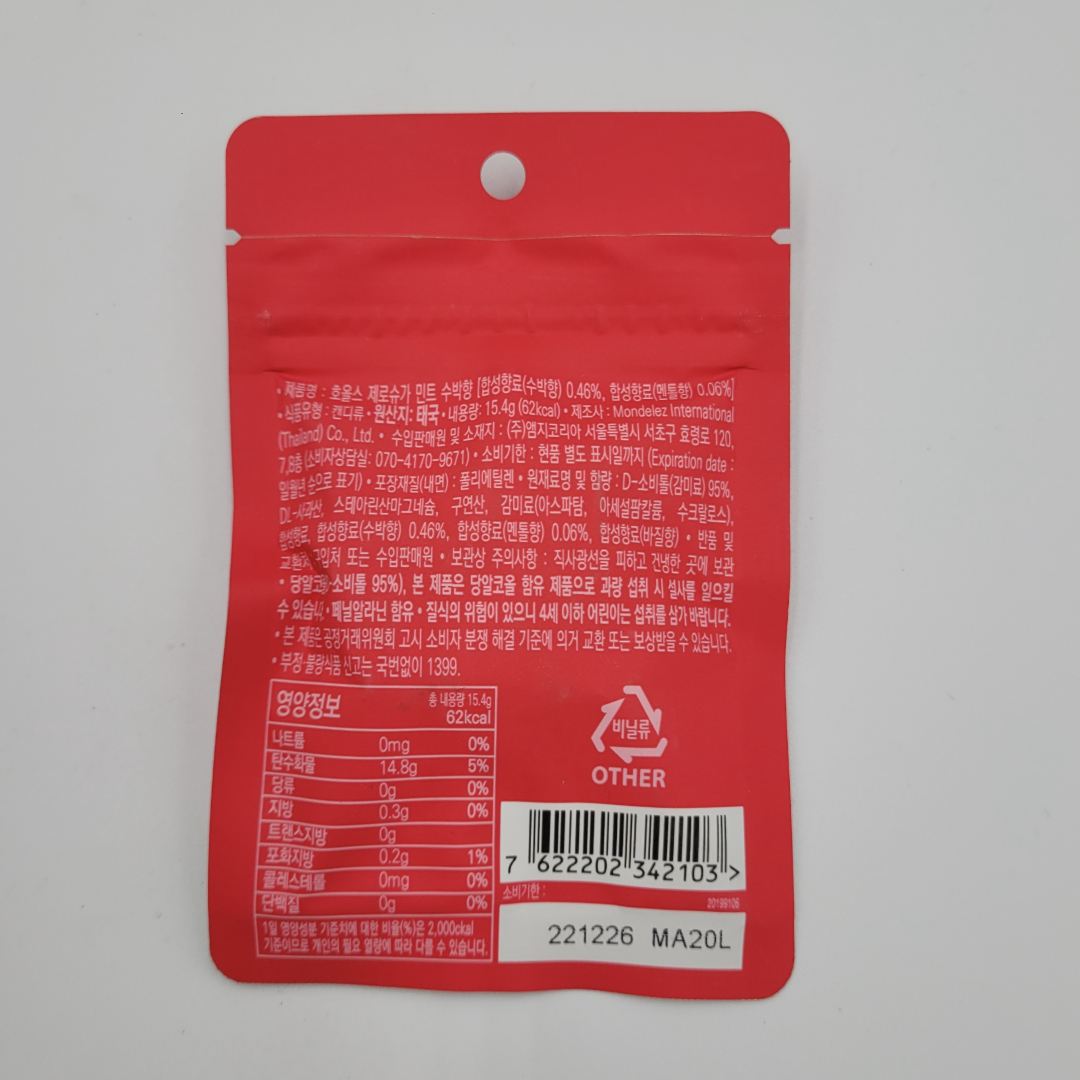 • 제품명 : 호올스 제로슈가 민트 수박향 [합성향료(수박향) 0.46%, 합성향료(멘톨향) 0.06%]
• 식품유형 : 캔디류 • 원산지: 태국 • 내용량: 15.4g (62kcal) • 제조사 : Mondelez International
(Thailand) Co., Ltd. • 수입판매원 및 소재지 : (주)앰지코리아 서울특별시 서초구 효령로 120,
7,8층 (소비자상담실: 070-4170-9671) • 소비기한 : 현품 별도 표시일까지 (Expiration date :
일월년 순으로 표기) • 포장재질(내면) : 폴리에틸렌 • 원재료명 및 함량 : D-소비톨(감미료) 95%,
DL-사과산, 스테아린산마그네슘, 구연산, 감미료(아스파탐, 아세설팜칼륨, 수크랄로스),
합성향료, 합성향료(수박향) 0.46%, 합성향료(멘톨향) 0.06%, 합성향료(바질향) • 반품 및
또는 수입판매원 • 보관상 주의사항 : 직사광선을 피하고 건냉한 곳에 보관
• 소비톨 95%), 본 제품은 당알코올 함유 제품으로 과량 섭취 시 설사를 일으킬
수 • 페닐알라닌 함유 • 질식의 위험이 있으니 4세 이하 어린이는 섭취를 삼가 바랍니다.
• 본 제품은 공정거래위원회 고시 소비자 분쟁 해결 기준에 의거 교환 또는 보상받을 수 있습니다.
• 부정·불량식품 신고는 국번없이 1399.
영양정보 총 내용량 15.4g
62kcal
나트륨 0mg 0%
탄수화물 14.8g 5%
당류 0g 0%
지방 0.3g 0%
트랜스지방 0g
포화지방 0.2g 1%
콜레스테롤 0mg 0%
단백질 0g 0%
1일 영양성분 기준치에 대한 비율(%)은 2,000ckal
기준이므로 개인의 필요 열량에 따라 다를 수 있습니다.
비닐류
OTHER
7 622202 342103 >
소비기한 :
20199106
221226 MA20L